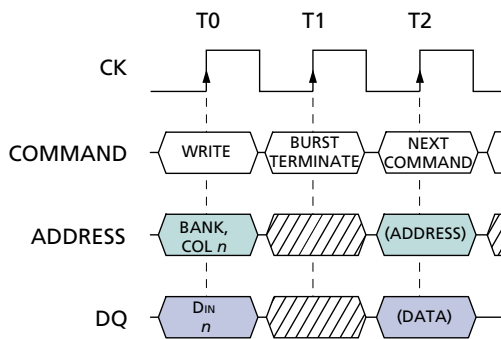 T0 T1 T2
CK
COMMAND WRITE BURST TERMINATE NEXT COMMAND
ADDRESS BANK, COL n (ADDRESS)
DQ DIN n (DATA)